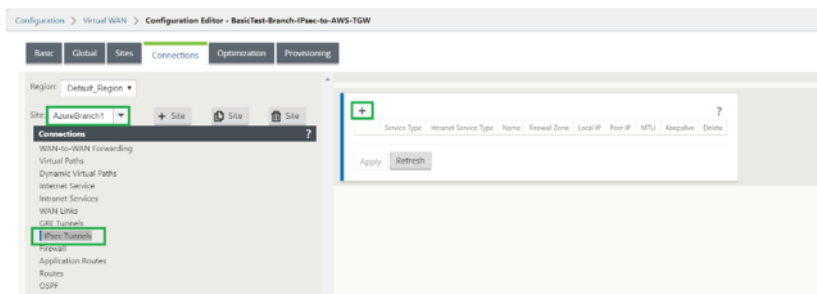 Configuration > Virtual WAN > Configuration Editor - BasicTest-Branch-IPsec-to-AWS-TGW
Basic Global Sites Connections Optimization Provisioning
Region: Default_Region
Site: AzureBranch1 + Site Site Site
Connections ?
WAN-to-WAN Forwarding
Virtual Paths
Dynamic Virtual Paths
Internet Service
Intranet Services
WAN Links
GRE Tunnels
IPsec Tunnels
Firewall
Application Routes
Routes
OSPF
+ ?
Service Type Intranet Service Type Name Firewall Zone Local IP Peer IP MTU Keepalive Delete
Apply Refresh